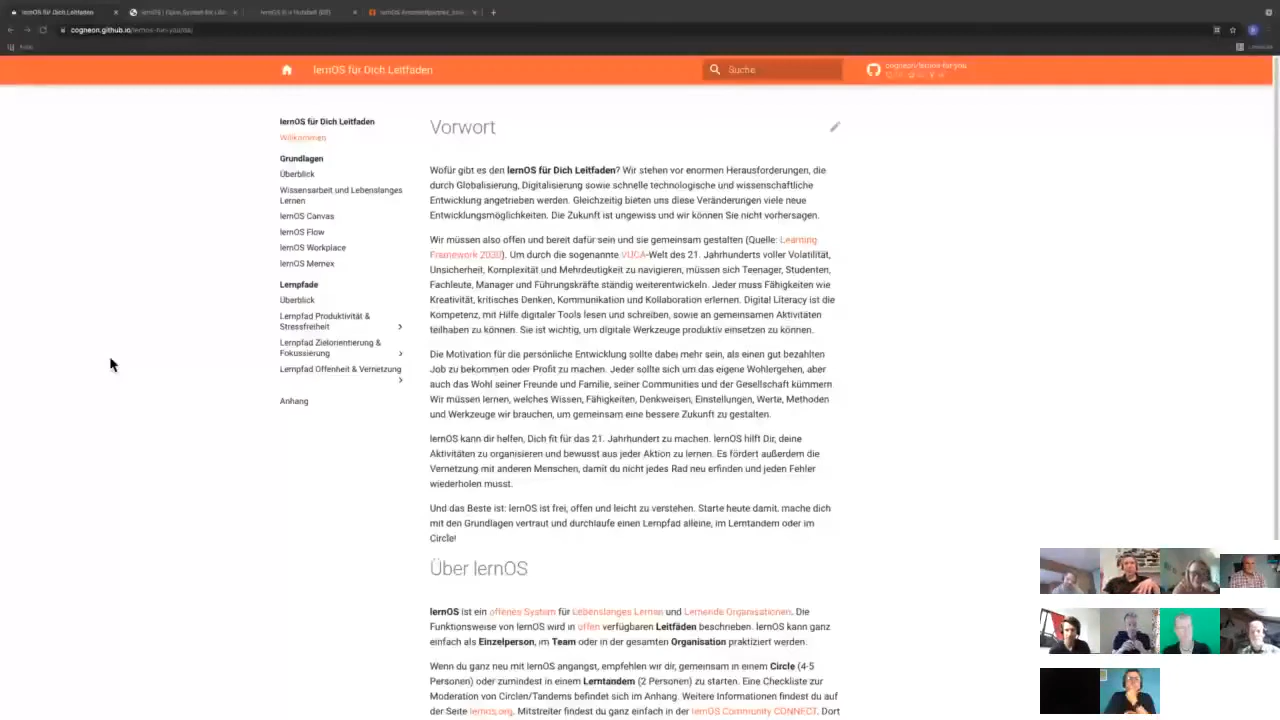 lernOS für Dich Leitfaden
cogneon.github.io
lernOS für Dich Leitfaden
Suche
cogneon/lernos-for-you
lernOS für Dich Leitfaden
Willkommen
Grundlagen
Überblick
Wissensarbeit und Lebenslanges
Lernen
lernOS Canvas
lernOS Flow
lernOS Workplace
lernOS Memex
Lernpfade
Überblick
Lernpfad Produktivität &
Stressfreiheit
Lernpfad Zielorientierung &
Fokussierung
Lernpfad Offenheit & Vernetzung
Anhang
Vorwort
Wofür gibt es den lernOS für Dich Leitfaden? Wir stehen vor enormen Herausforderungen, die
durch Globalisierung, Digitalisierung sowie schnelle technologische und wissenschaftliche
Entwicklung angetrieben werden. Gleichzeitig bieten uns diese Veränderungen viele neue
Entwicklungsmöglichkeiten. Die Zukunft ist ungewiss und wir können Sie nicht vorhersagen.
Wir müssen also offen und bereit dafür sein und sie gemeinsam gestalten (Quelle: Learning
Framework 2030). Um durch die sogenannte VUCA-Welt des 21. Jahrhunderts voller Volatilität,
Unsicherheit, Komplexität und Mehrdeutigkeit zu navigieren, müssen sich Teenager, Studenten,
Fachleute, Manager und Führungskräfte ständig weiterentwickeln. Jeder muss Fähigkeiten wie
Kreativität, kritisches Denken, Kommunikation und Kollaboration erlernen. Digital Literacy ist die
Kompetenz, mit Hilfe digitaler Tools lesen und schreiben, sowie an gemeinsamen Aktivitäten
teilhaben zu können. Sie ist wichtig, um digitale Werkzeuge produktiv einsetzen zu können.
Die Motivation für die persönliche Entwicklung sollte dabei mehr sein, als einen gut bezahlten
Job zu bekommen oder Profit zu machen. Jeder sollte sich um das eigene Wohlergehen, aber
auch das Wohl seiner Freunde und Familie, seiner Communities und der Gesellschaft kümmern
Wir müssen lernen, welches Wissen, Fähigkeiten, Denkweisen, Einstellungen, Werte, Methoden
und Werkzeuge wir brauchen, um gemeinsam eine bessere Zukunft zu gestalten.
lernOS kann dir helfen, Dich fit für das 21. Jahrhundert zu machen. lernOS hilft Dir, deine
Aktivitäten zu organisieren und bewusst aus jeder Aktion zu lernen. Es fördert außerdem die
Vernetzung mit anderen Menschen, damit du nicht jedes Rad neu erfinden und jeden Fehler
wiederholen musst.
Und das Beste ist: lernOS ist frei, offen und leicht zu verstehen. Starte heute damit, mache dich
mit den Grundlagen vertraut und durchlaufe einen Lernpfad alleine, im Lerntandem oder im
Circle!
Über lernOS
lernOS ist ein offenes System für Lebenslanges Lernen und Lernende Organisationen. Die
Funktionsweise von lernOS wird in offen verfügbaren Leitfäden beschrieben. lernOS kann ganz
einfach als Einzelperson, im Team oder in der gesamten Organisation praktiziert werden.
Wenn du ganz neu mit lernOS angangst, empfehlen wir dir, gemeinsam in einem Circle (4-5
Personen) oder zumindest in einem Lerntandem (2 Personen) zu starten. Eine Checkliste zur
Moderation von Circlen/Tandems befindet sich im Anhang. Weitere Informationen findest du auf
der Seite lernos.org. Mitstreiter findest du ganz einfach in der lernOS Community CONNECT. Dort